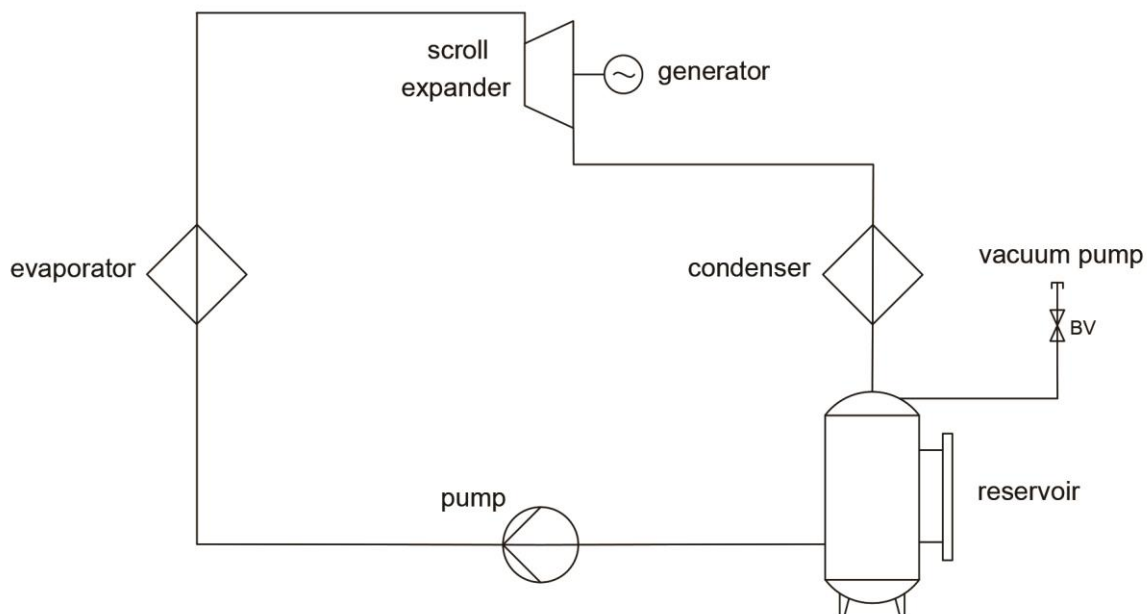 scroll
expander
generator
evaporator
condenser
vacuum pump
BV
pump
reservoir